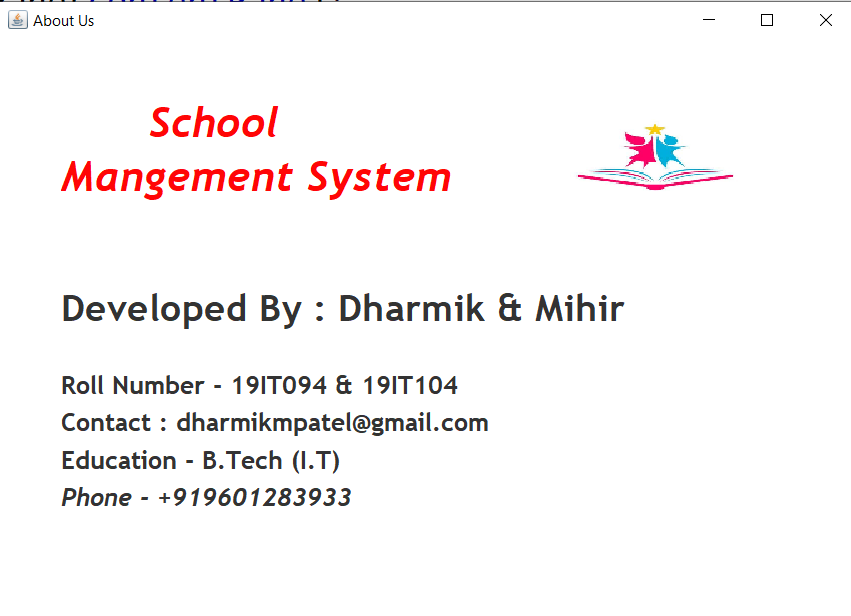 About Us
School
Mangement System
Developed By : Dharmik & Mihir
Roll Number - 19IT094 & 19IT104
Contact : dharmikmpatel@gmail.com
Education - B.Tech (I.T)
Phone - +919601283933